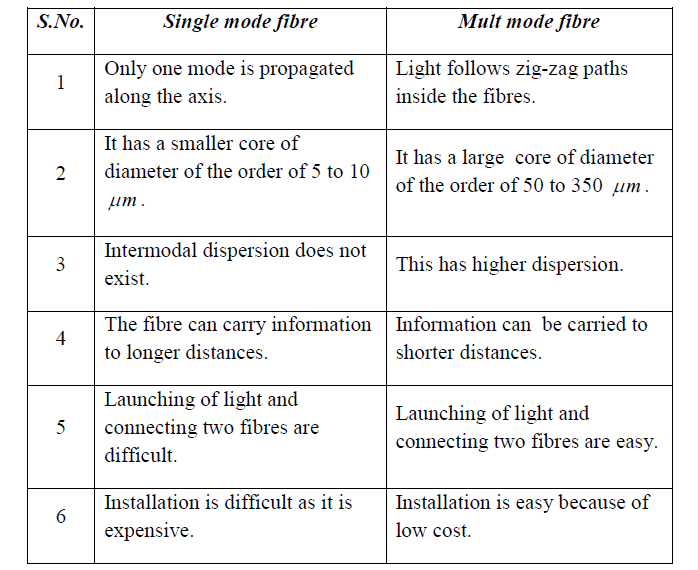 S.No. Single mode fibre Mult mode fibre
1 Only one mode is propagated along the axis. Light follows zig-zag paths inside the fibres.
2 It has a smaller core of diameter of the order of 5 to 10 μm. It has a large core of diameter of the order of 50 to 350 μm.
3 Intermodal dispersion does not exist. This has higher dispersion.
4 The fibre can carry information to longer distances. Information can be carried to shorter distances.
5 Launching of light and connecting two fibres are difficult. Launching of light and connecting two fibres are easy.
6 Installation is difficult as it is expensive. Installation is easy because of low cost.